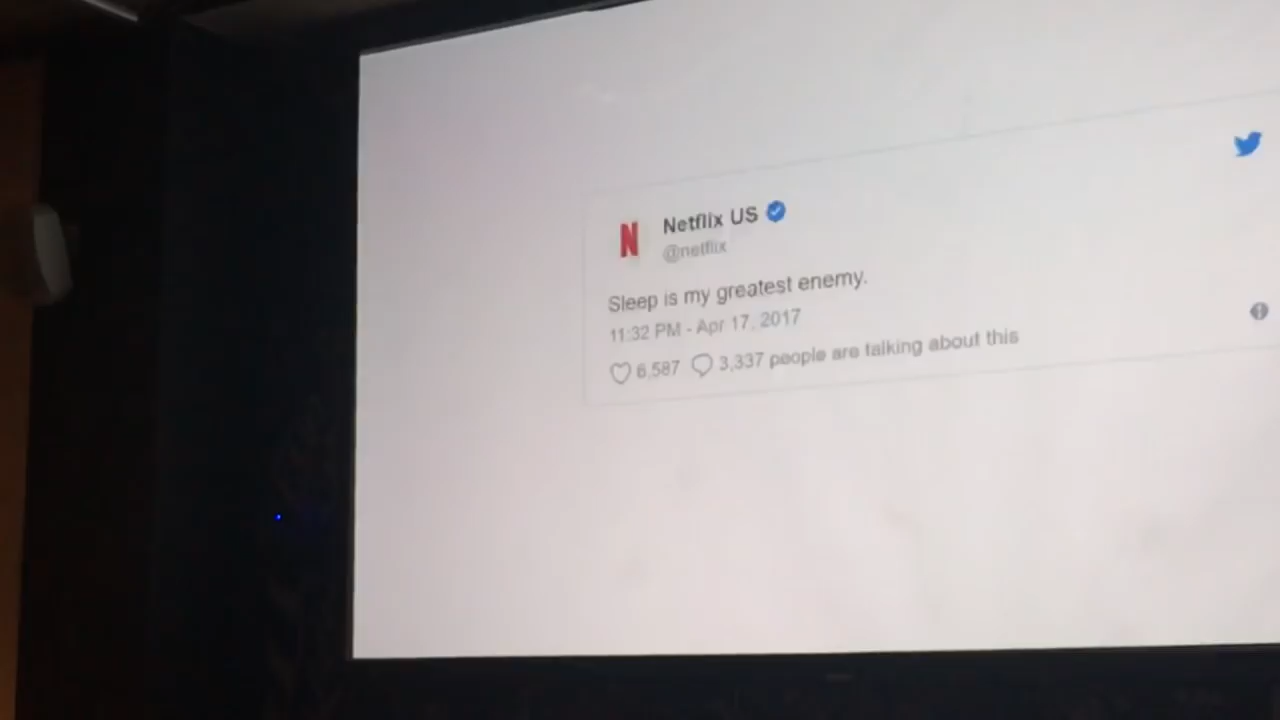 N
Netflix US
@netflix
Sleep is my greatest enemy.
11:32 PM - Apr 17, 2017
6,587 3,337 people are talking about this